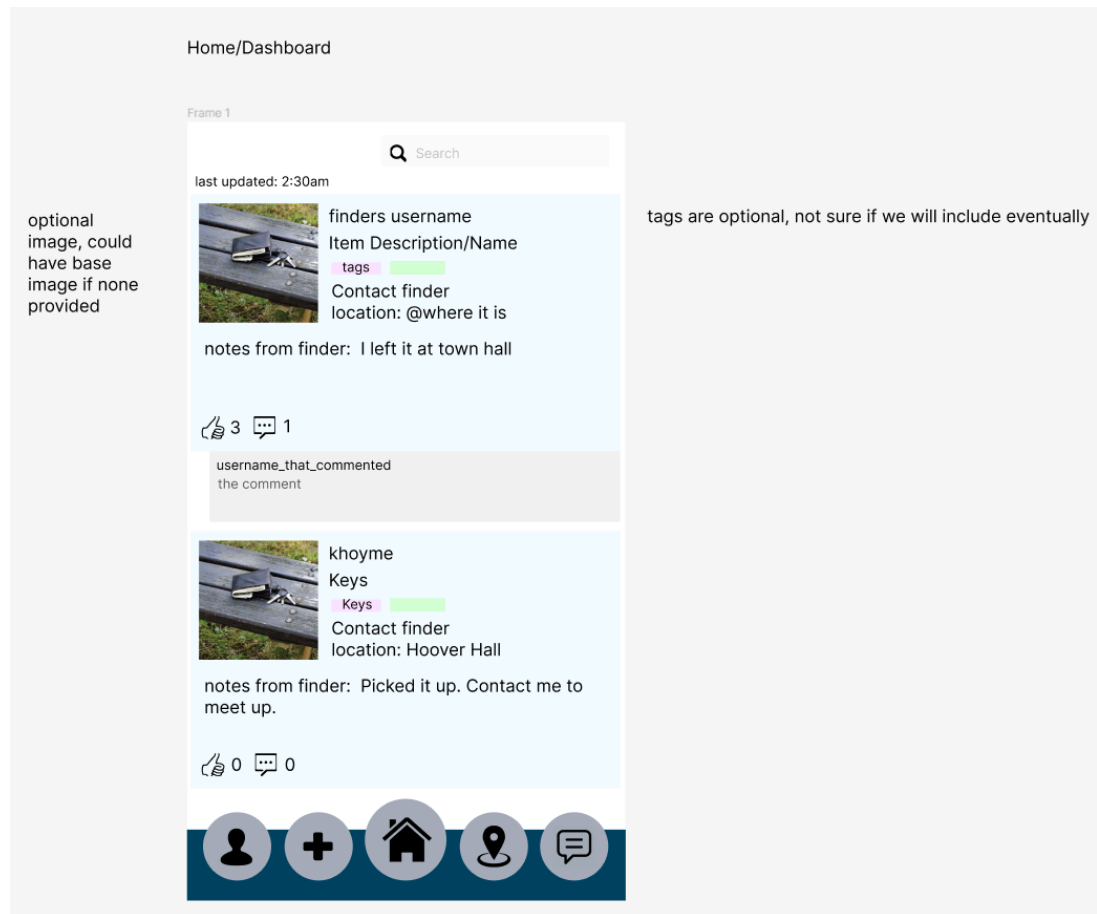 Home/Dashboard
Frame 1
Search
last updated: 2:30am
optional
image, could
have base
image if none
provided
finders username
Item Description/Name
tags
Contact finder
location: @where it is
tags are optional, not sure if we will include eventually
notes from finder:  I left it at town hall
3 1
username_that_commented
the comment
khoyme
Keys
Keys
Contact finder
location: Hoover Hall
notes from finder:  Picked it up. Contact me to
meet up.
0 0